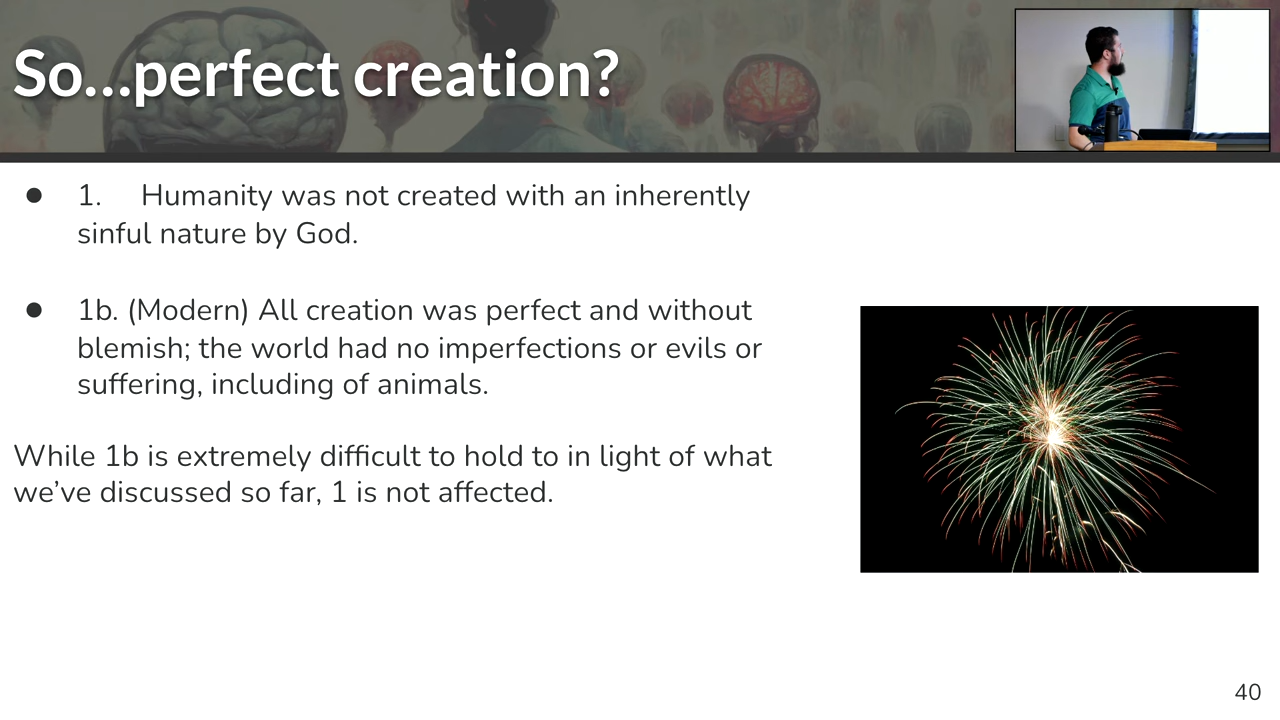 So...perfect creation?
● 1. Humanity was not created with an inherently
sinful nature by God.
● 1b. (Modern) All creation was perfect and without
blemish; the world had no imperfections or evils or
suffering, including of animals.
While 1b is extremely difficult to hold to in light of what
we’ve discussed so far, 1 is not affected.
40